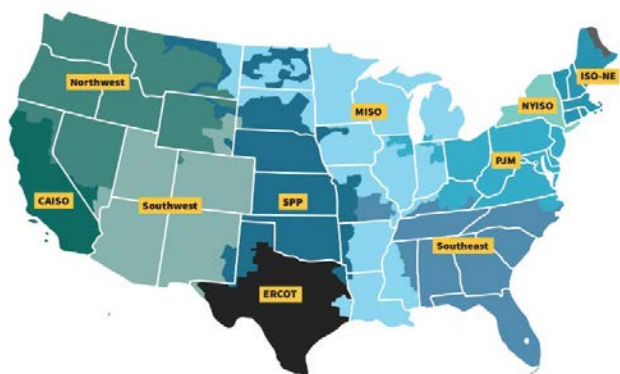 Northwest
MISO
ISO-NE
NYISO
PJM
CAISO
Southwest
SPP
Southeast
ERCOT